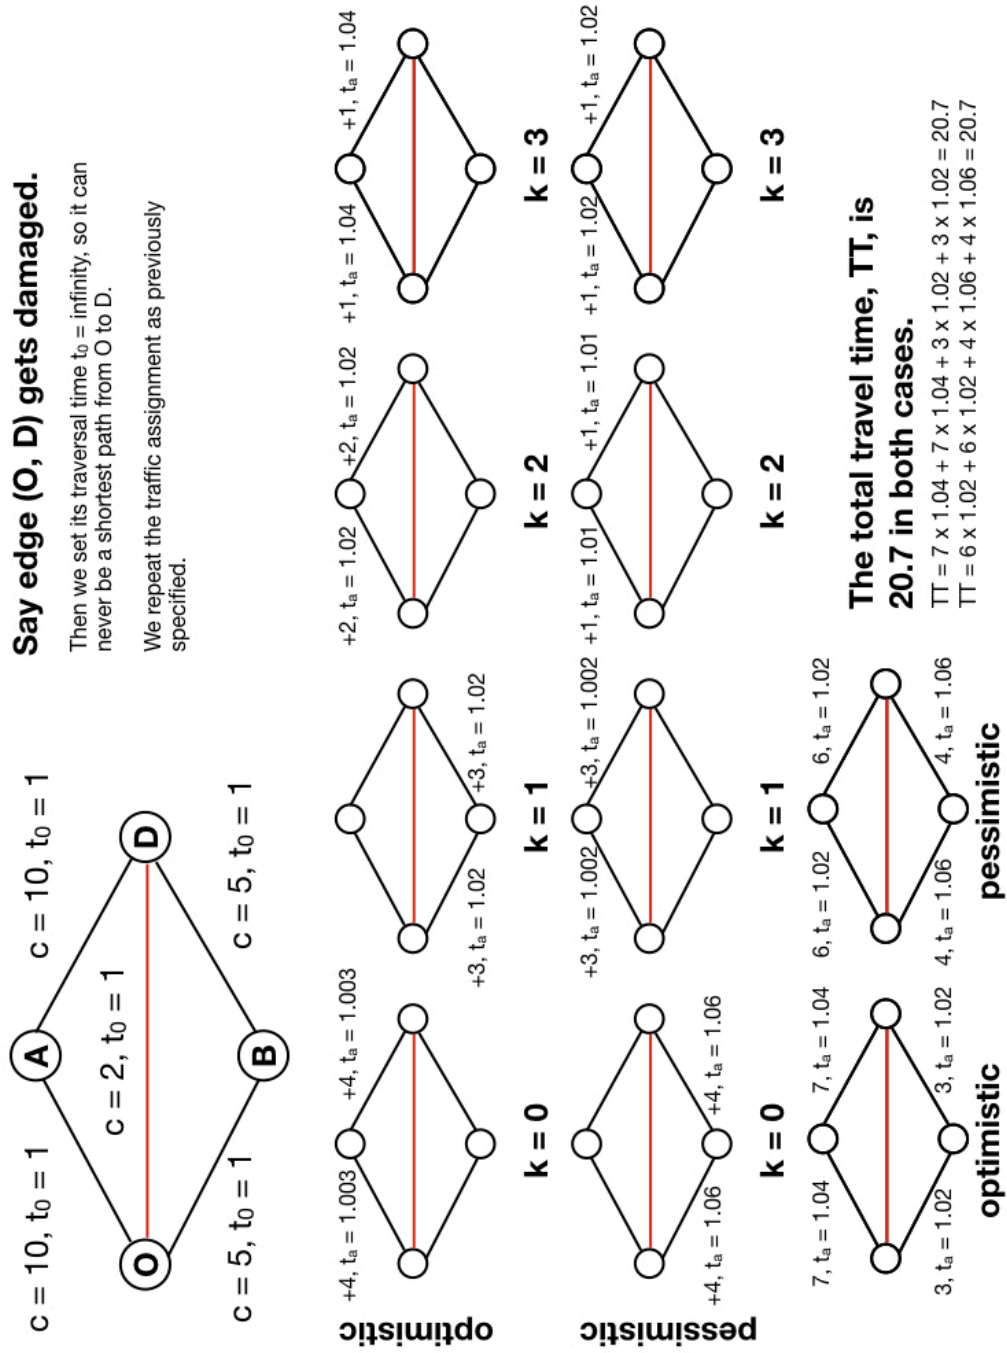 Say edge (O, D) gets damaged.
Then we set its traversal time t₀ = infinity, so it can
never be a shortest path from O to D.
We repeat the traffic assignment as previously
specified.
c = 10, t₀ = 1
c = 10, t₀ = 1
A
c = 2, t₀ = 1
O
D
B
c = 5, t₀ = 1
c = 5, t₀ = 1
optimistic
+4, tₐ = 1.003
+4, tₐ = 1.003
k = 0
+3, tₐ = 1.02
+3, tₐ = 1.02
k = 1
+2, tₐ = 1.02
+2, tₐ = 1.02
k = 2
+1, tₐ = 1.04
+1, tₐ = 1.04
k = 3
pessimistic
+4, tₐ = 1.06
+4, tₐ = 1.06
k = 0
+3, tₐ = 1.002
+3, tₐ = 1.002
k = 1
+1, tₐ = 1.01
+1, tₐ = 1.01
k = 2
+1, tₐ = 1.02
+1, tₐ = 1.02
k = 3
7, tₐ = 1.04
7, tₐ = 1.04
3, tₐ = 1.02
3, tₐ = 1.02
optimistic
6, tₐ = 1.02
6, tₐ = 1.02
4, tₐ = 1.06
4, tₐ = 1.06
pessimistic
The total travel time, TT, is
20.7 in both cases.
TT = 7 x 1.04 + 7 x 1.04 + 3 x 1.02 + 3 x 1.02 = 20.7
TT = 6 x 1.02 + 6 x 1.02 + 4 x 1.06 + 4 x 1.06 = 20.7